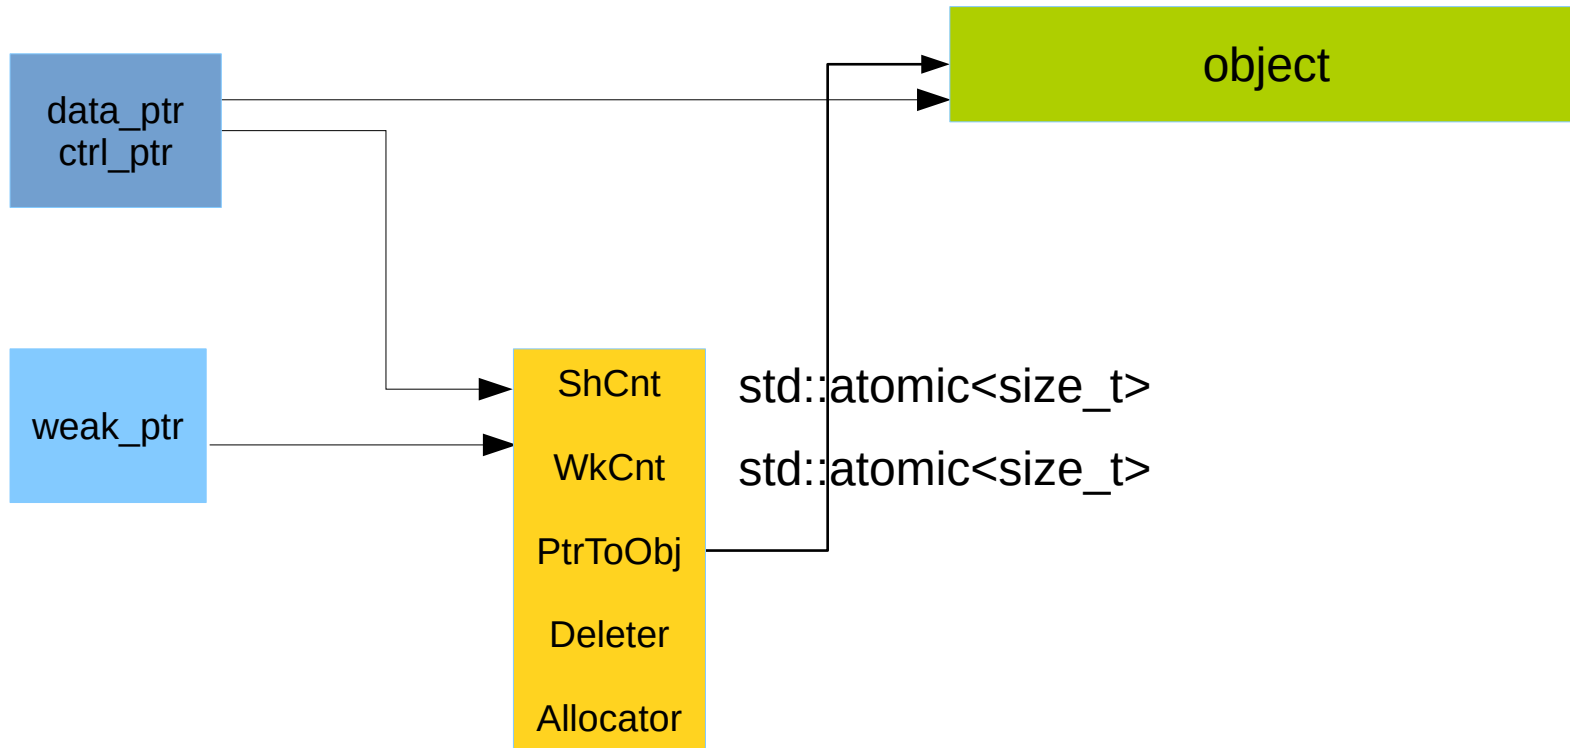 object
data_ptr
ctrl_ptr
weak_ptr
ShCnt
std::atomic<size_t>
WkCnt
std::atomic<size_t>
PtrToObj
Deleter
Allocator